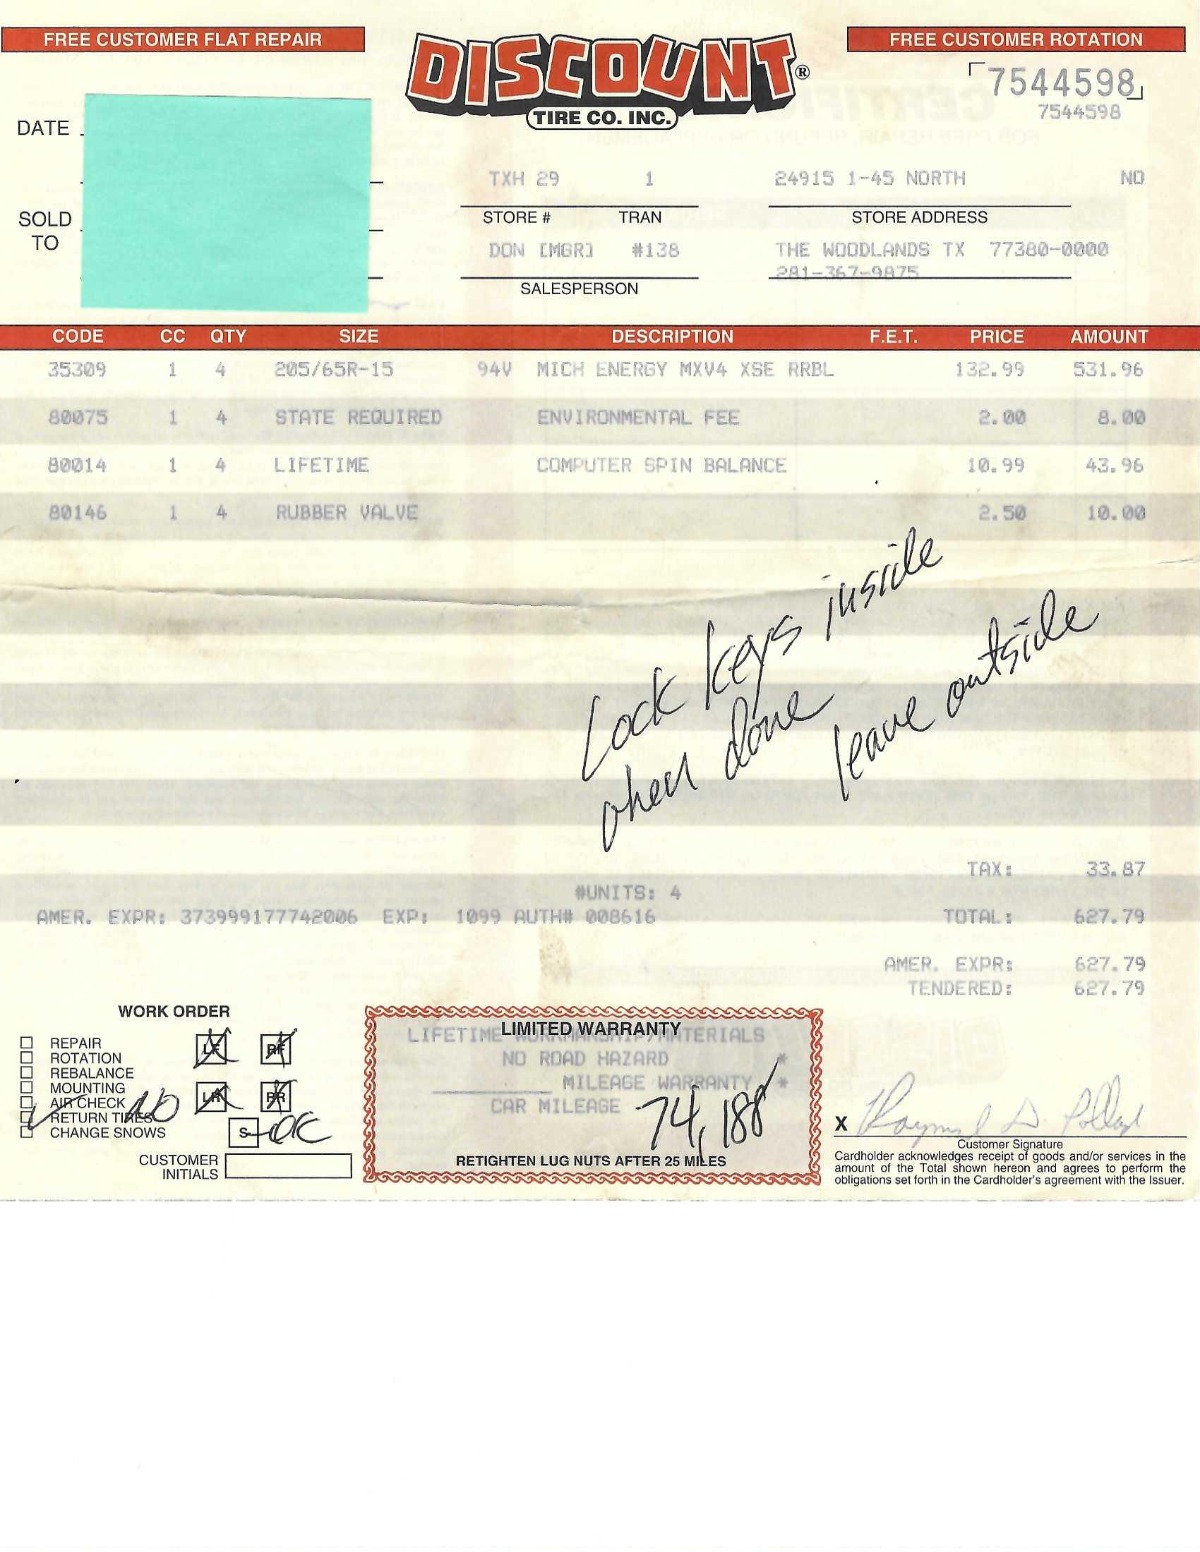 FREE CUSTOMER FLAT REPAIR
DISCOUNT®
TIRE CO. INC.
FREE CUSTOMER ROTATION
7544598
7544598
DATE
TXH 29 1 24915 1-45 NORTH NO
SOLD TO
STORE # TRAN STORE ADDRESS
DON [MGR] #138 THE WOODLANDS TX 77380-0000
281-367-9875
SALESPERSON
CODE CC QTY SIZE DESCRIPTION F.E.T. PRICE AMOUNT
35309 1 4 205/65R-15 94V MICH ENERGY MXV4 XSE RRBL 132.99 531.96
80075 1 4 STATE REQUIRED ENVIRONMENTAL FEE 2.00 8.00
80014 1 4 LIFETIME COMPUTER SPIN BALANCE 10.99 43.96
80146 1 4 RUBBER VALVE 2.50 10.00
Lock keys inside
when done
leave outside
TAX: 33.87
#UNITS: 4
AMER. EXPR: 373999177742006 EXP: 1099 AUTH# 008616 TOTAL: 627.79
AMER. EXPR: 627.79
TENDERED: 627.79
WORK ORDER
REPAIR
ROTATION
REBALANCE
MOUNTING
AIR CHECK
RETURN TIRES NO
CHANGE SNOWS
LF RF
LR RR
S OK
CUSTOMER INITIALS
LIMITED WARRANTY
LIFETIME WORKMANSHIP/MATERIALS
NO ROAD HAZARD *
MILEAGE WARRANTY *
CAR MILEAGE 74,188
RETIGHTEN LUG NUTS AFTER 25 MILES
X Raymond D. Pollard
Customer Signature
Cardholder acknowledges receipt of goods and/or services in the
amount of the Total shown hereon and agrees to perform the
obligations set forth in the Cardholder's agreement with the Issuer.